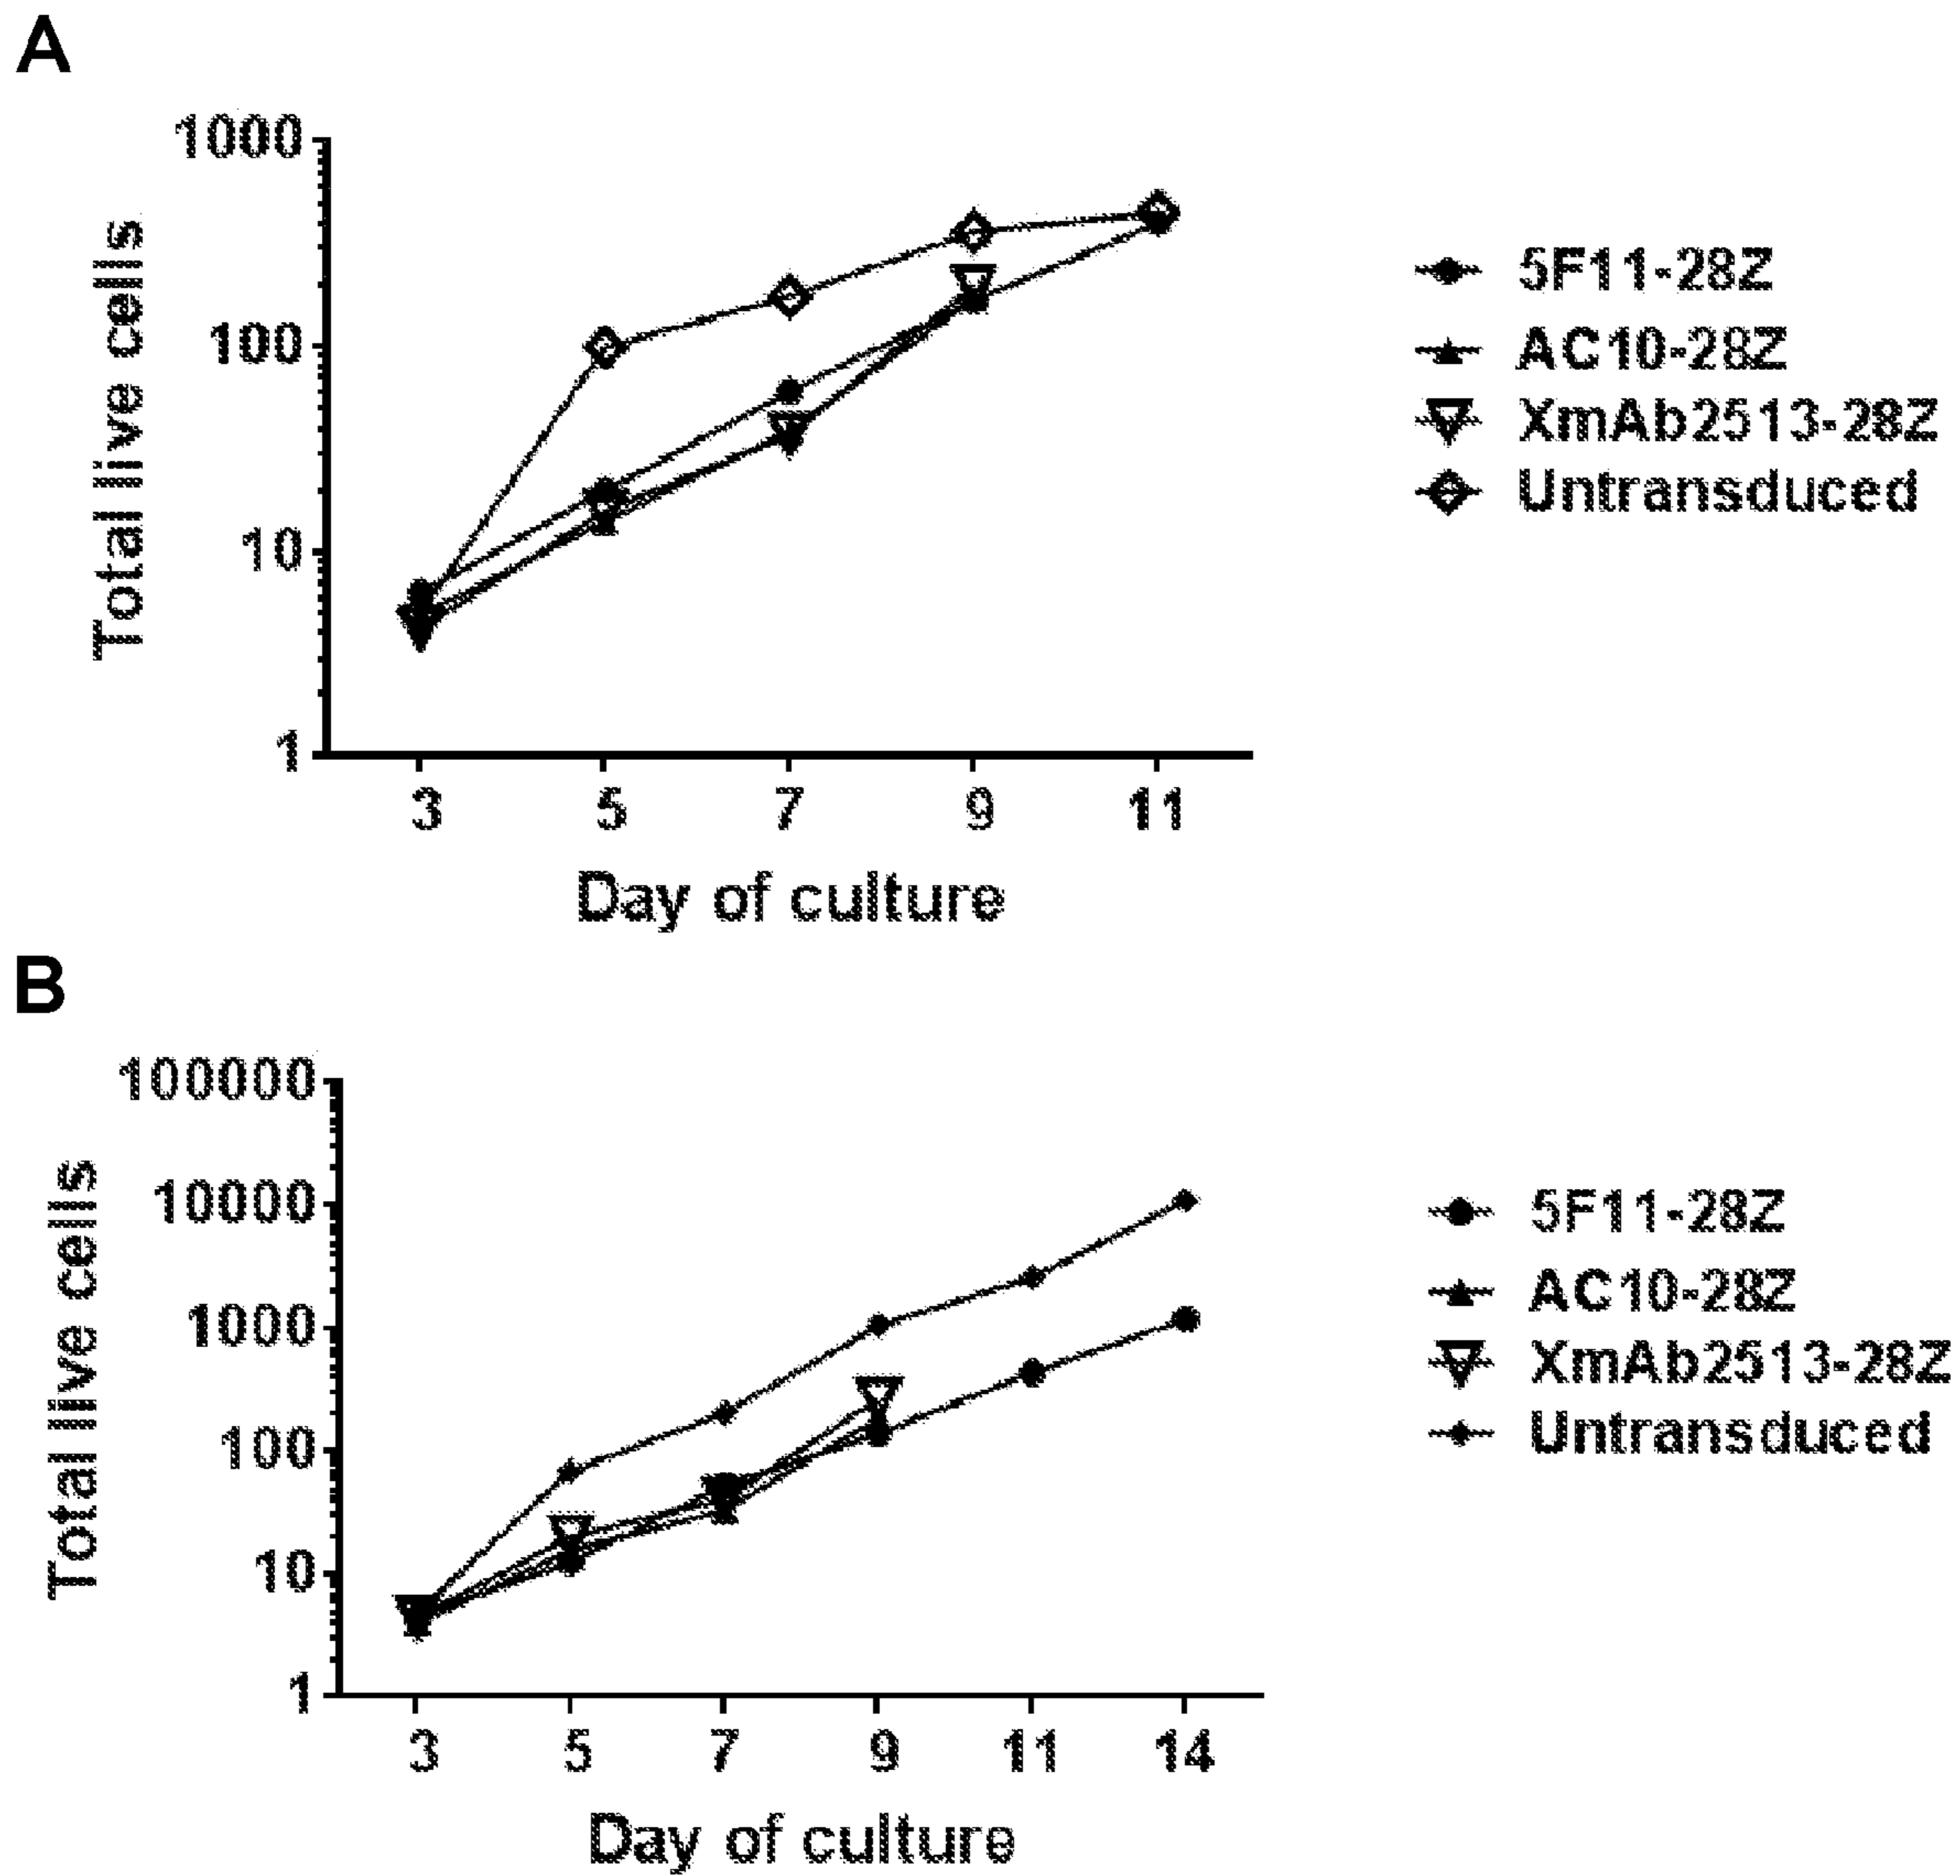 A
1000
100
10
1
Total live cells
3 5 7 9 11
Day of culture
5F11-28Z
AC10-28Z
XmAb2513-28Z
Untransduced
B
100000
10000
1000
100
10
1
Total live cells
3 5 7 9 11 14
Day of culture
5F11-28Z
AC10-28Z
XmAb2513-28Z
Untransduced